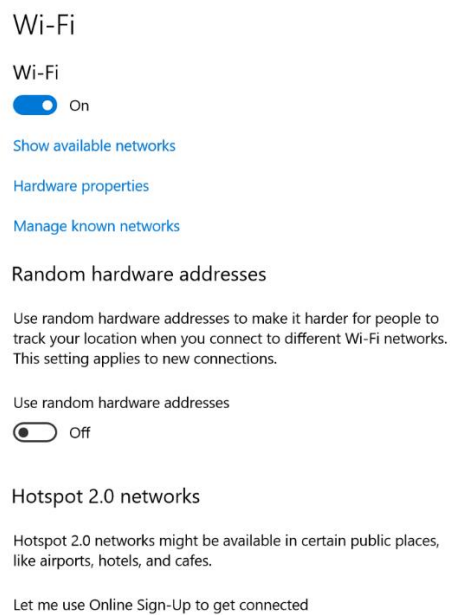 Wi-Fi
Wi-Fi
On
Show available networks
Hardware properties
Manage known networks
Random hardware addresses
Use random hardware addresses to make it harder for people to
track your location when you connect to different Wi-Fi networks.
This setting applies to new connections.
Use random hardware addresses
Off
Hotspot 2.0 networks
Hotspot 2.0 networks might be available in certain public places,
like airports, hotels, and cafes.
Let me use Online Sign-Up to get connected